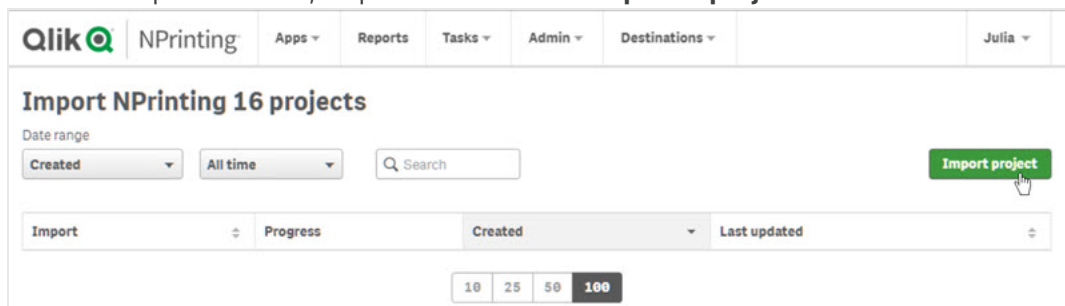 Qlik NPrinting Apps Reports Tasks Admin Destinations Julia
Import NPrinting 16 projects
Date range
Created All time Search Import project
Import Progress Created Last updated
10 25 50 100